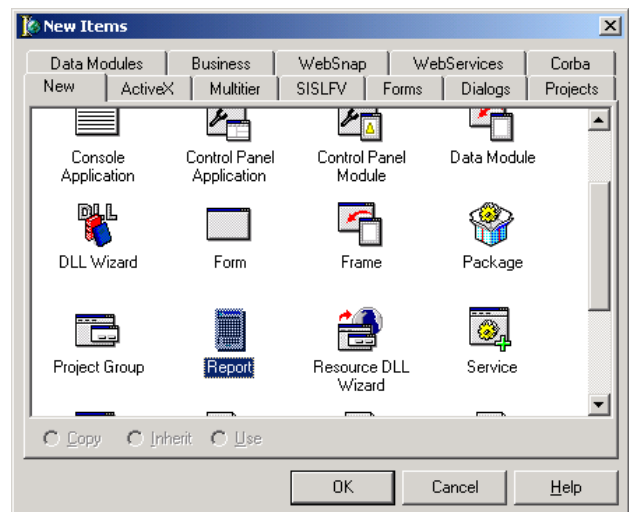 New Items
Data Modules Business WebSnap WebServices Corba
New ActiveX Multitier SISLFV Forms Dialogs Projects
Console Application Control Panel Application Control Panel Module Data Module
DLL
DLL Wizard Form Frame Package
Project Group Report Resource DLL Wizard Service
Copy Inherit Use
OK Cancel Help